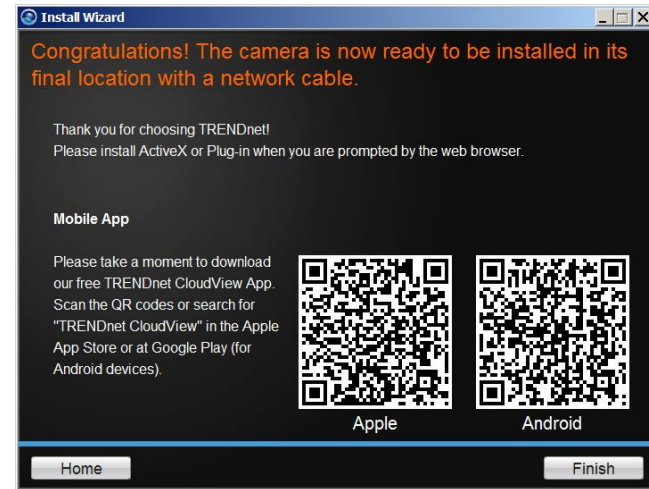 Install Wizard
Congratulations! The camera is now ready to be installed in its
final location with a network cable.
Thank you for choosing TRENDnet!
Please install ActiveX or Plug-in when you are prompted by the web browser.
Mobile App
Please take a moment to download
our free TRENDnet CloudView App.
Scan the QR codes or search for
"TRENDnet CloudView" in the Apple
App Store or at Google Play (for
Android devices).
Apple
Android
Home
Finish